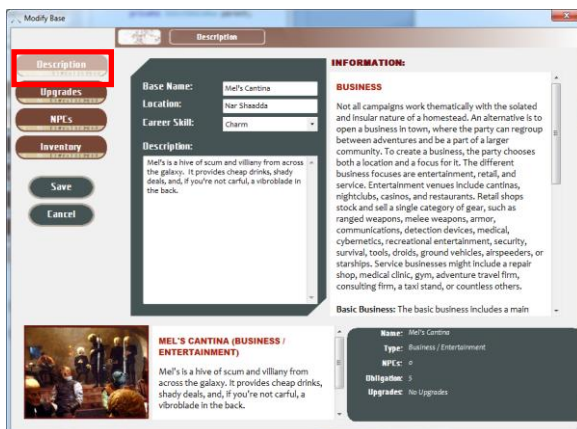 Modify Base
Description
Description
Upgrades
NPCs
Inventory
Save
Cancel
Base Name:
Mel's Cantina
Location:
Nar Shaadda
Career Skill:
Charm
Description:
Mel's is a hive of scum and villiany from across
the galaxy. It provides cheap drinks, shady
deals, and, if you're not carful, a vibroblade in
the back.
INFORMATION:
BUSINESS
Not all campaigns work thematically with the solated
and insular nature of a homestead. An alternative is to
open a business in town, where the party can regroup
between adventures and be a part of a larger
community. To create a business, the party chooses
both a location and a focus for it. The different
business focuses are entertainment, retail, and
service. Entertainment venues include cantinas,
nightclubs, casinos, and restaurants. Retail shops
stock and sell a single category of gear, such as
ranged weapons, melee weapons, armor,
communications, detection devices, medical,
cybernetics, recreational entertainment, security,
survival, tools, droids, ground vehicles, airspeeders, or
starships. Service businesses might include a repair
shop, medical clinic, gym, adventure travel firm,
consulting firm, a taxi stand, or countless others.
Basic Business: The basic business includes a main
MEL'S CANTINA (BUSINESS /
ENTERTAINMENT)
Mel's is a hive of scum and villiany from
across the galaxy. It provides cheap drinks,
shady deals, and, if you're not carful, a
vibroblade in the back.
Name: Mel's Cantina
Type: Business / Entertainment
NPCs: 0
Obligation: 5
Upgrades: No Upgrades